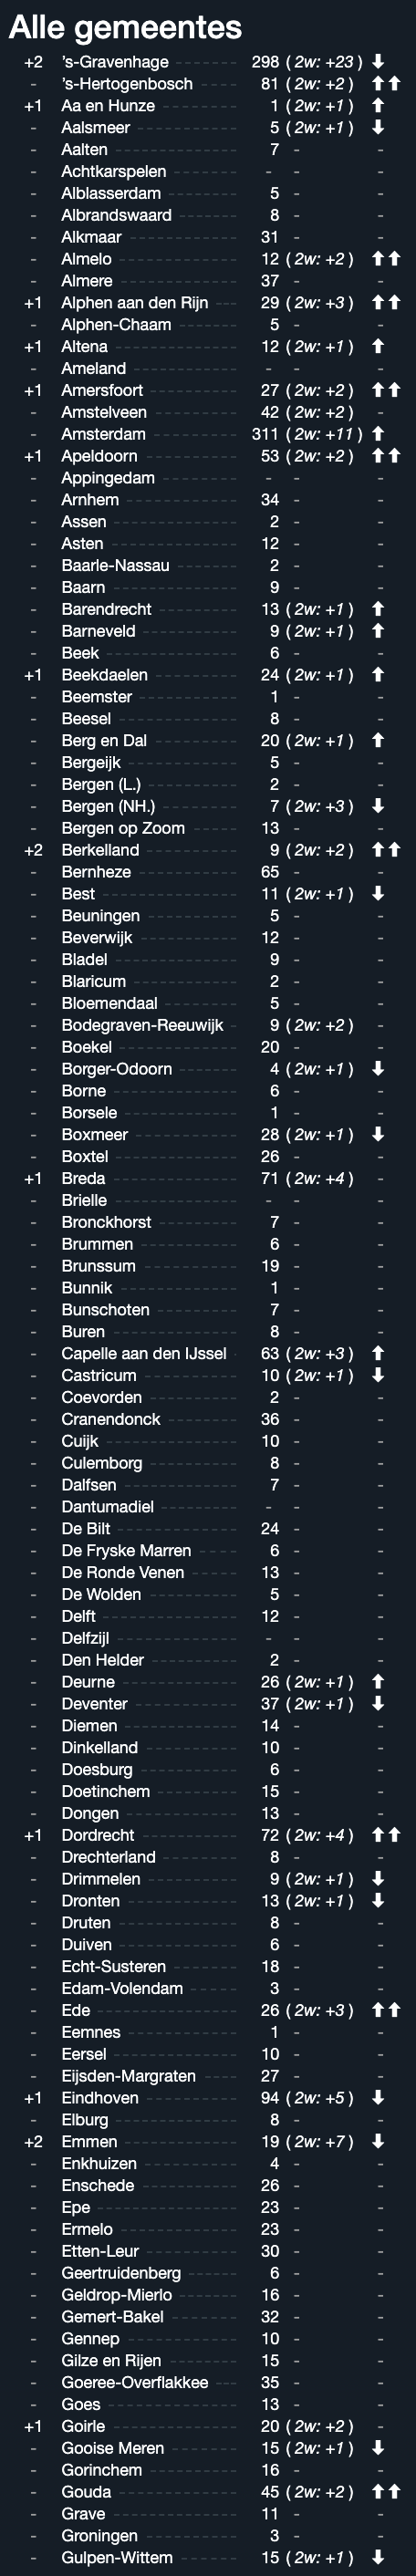 Alle gemeentes
+2 ’s-Gravenhage 298 ( 2w: +23 ) ⬇
- ’s-Hertogenbosch 81 ( 2w: +2 ) ⬆⬆
+1 Aa en Hunze 1 ( 2w: +1 ) ⬆
- Aalsmeer 5 ( 2w: +1 ) ⬇
- Aalten 7 - -
- Achtkarspelen - - -
- Alblasserdam 5 - -
- Albrandswaard 8 - -
- Alkmaar 31 - -
- Almelo 12 ( 2w: +2 ) ⬆⬆
- Almere 37 - -
+1 Alphen aan den Rijn 29 ( 2w: +3 ) ⬆⬆
- Alphen-Chaam 5 - -
+1 Altena 12 ( 2w: +1 ) ⬆
- Ameland - - -
+1 Amersfoort 27 ( 2w: +2 ) ⬆⬆
- Amstelveen 42 ( 2w: +2 ) -
- Amsterdam 311 ( 2w: +11 ) ⬆
+1 Apeldoorn 53 ( 2w: +2 ) ⬆⬆
- Appingedam - - -
- Arnhem 34 - -
- Assen 2 - -
- Asten 12 - -
- Baarle-Nassau 2 - -
- Baarn 9 - -
- Barendrecht 13 ( 2w: +1 ) ⬆
- Barneveld 9 ( 2w: +1 ) ⬆
- Beek 6 - -
+1 Beekdaelen 24 ( 2w: +1 ) ⬆
- Beemster 1 - -
- Beesel 8 - -
- Berg en Dal 20 ( 2w: +1 ) ⬆
- Bergeijk 5 - -
- Bergen (L.) 2 - -
- Bergen (NH.) 7 ( 2w: +3 ) ⬇
- Bergen op Zoom 13 - -
+2 Berkelland 9 ( 2w: +2 ) ⬆⬆
- Bernheze 65 - -
- Best 11 ( 2w: +1 ) ⬇
- Beuningen 5 - -
- Beverwijk 12 - -
- Bladel 9 - -
- Blaricum 2 - -
- Bloemendaal 5 - -
- Bodegraven-Reeuwijk 9 ( 2w: +2 ) -
- Boekel 20 - -
- Borger-Odoorn 4 ( 2w: +1 ) ⬇
- Borne 6 - -
- Borsele 1 - -
- Boxmeer 28 ( 2w: +1 ) ⬇
- Boxtel 26 - -
+1 Breda 71 ( 2w: +4 ) -
- Brielle - - -
- Bronckhorst 7 - -
- Brummen 6 - -
- Brunssum 19 - -
- Bunnik 1 - -
- Bunschoten 7 - -
- Buren 8 - -
- Capelle aan den IJssel 63 ( 2w: +3 ) ⬆
- Castricum 10 ( 2w: +1 ) ⬇
- Coevorden 2 - -
- Cranendonck 36 - -
- Cuijk 10 - -
- Culemborg 8 - -
- Dalfsen 7 - -
- Dantumadiel - - -
- De Bilt 24 - -
- De Fryske Marren 6 - -
- De Ronde Venen 13 - -
- De Wolden 5 - -
- Delft 12 - -
- Delfzijl - - -
- Den Helder 2 - -
- Deurne 26 ( 2w: +1 ) ⬆
- Deventer 37 ( 2w: +1 ) ⬇
- Diemen 14 - -
- Dinkelland 10 - -
- Doesburg 6 - -
- Doetinchem 15 - -
- Dongen 13 - -
+1 Dordrecht 72 ( 2w: +4 ) ⬆⬆
- Drechterland 8 - -
- Drimmelen 9 ( 2w: +1 ) ⬇
- Dronten 13 ( 2w: +1 ) ⬇
- Druten 8 - -
- Duiven 6 - -
- Echt-Susteren 18 - -
- Edam-Volendam 3 - -
- Ede 26 ( 2w: +3 ) ⬆⬆
- Eemnes 1 - -
- Eersel 10 - -
- Eijsden-Margraten 27 - -
+1 Eindhoven 94 ( 2w: +5 ) ⬇
- Elburg 8 - -
+2 Emmen 19 ( 2w: +7 ) ⬇
- Enkhuizen 4 - -
- Enschede 26 - -
- Epe 23 - -
- Ermelo 23 - -
- Etten-Leur 30 - -
- Geertruidenberg 6 - -
- Geldrop-Mierlo 16 - -
- Gemert-Bakel 32 - -
- Gennep 10 - -
- Gilze en Rijen 15 - -
- Goeree-Overflakkee 35 - -
- Goes 13 - -
+1 Goirle 20 ( 2w: +2 ) -
- Gooise Meren 15 ( 2w: +1 ) ⬇
- Gorinchem 16 - -
- Gouda 45 ( 2w: +2 ) ⬆⬆
- Grave 11 - -
- Groningen 3 - -
- Gulpen-Wittem 15 ( 2w: +1 ) ⬇